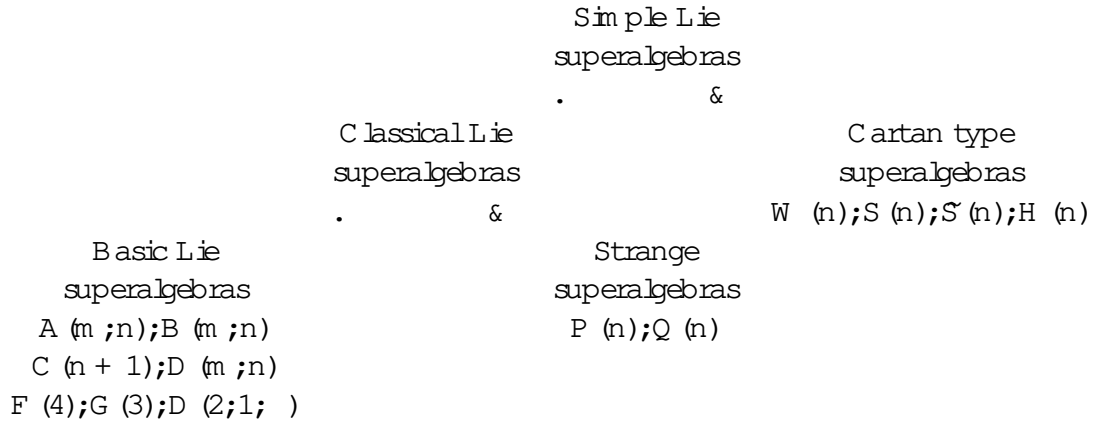 Simple Lie
superalgebras
. &
Classical Lie
superalgebras
Cartan type
superalgebras
. &
W (n);S (n);S̃ (n);H (n)
Basic Lie
superalgebras
A (m ;n);B (m ;n)
C (n + 1);D (m ;n)
F (4);G (3);D (2;1; )
Strange
superalgebras
P (n);Q (n)